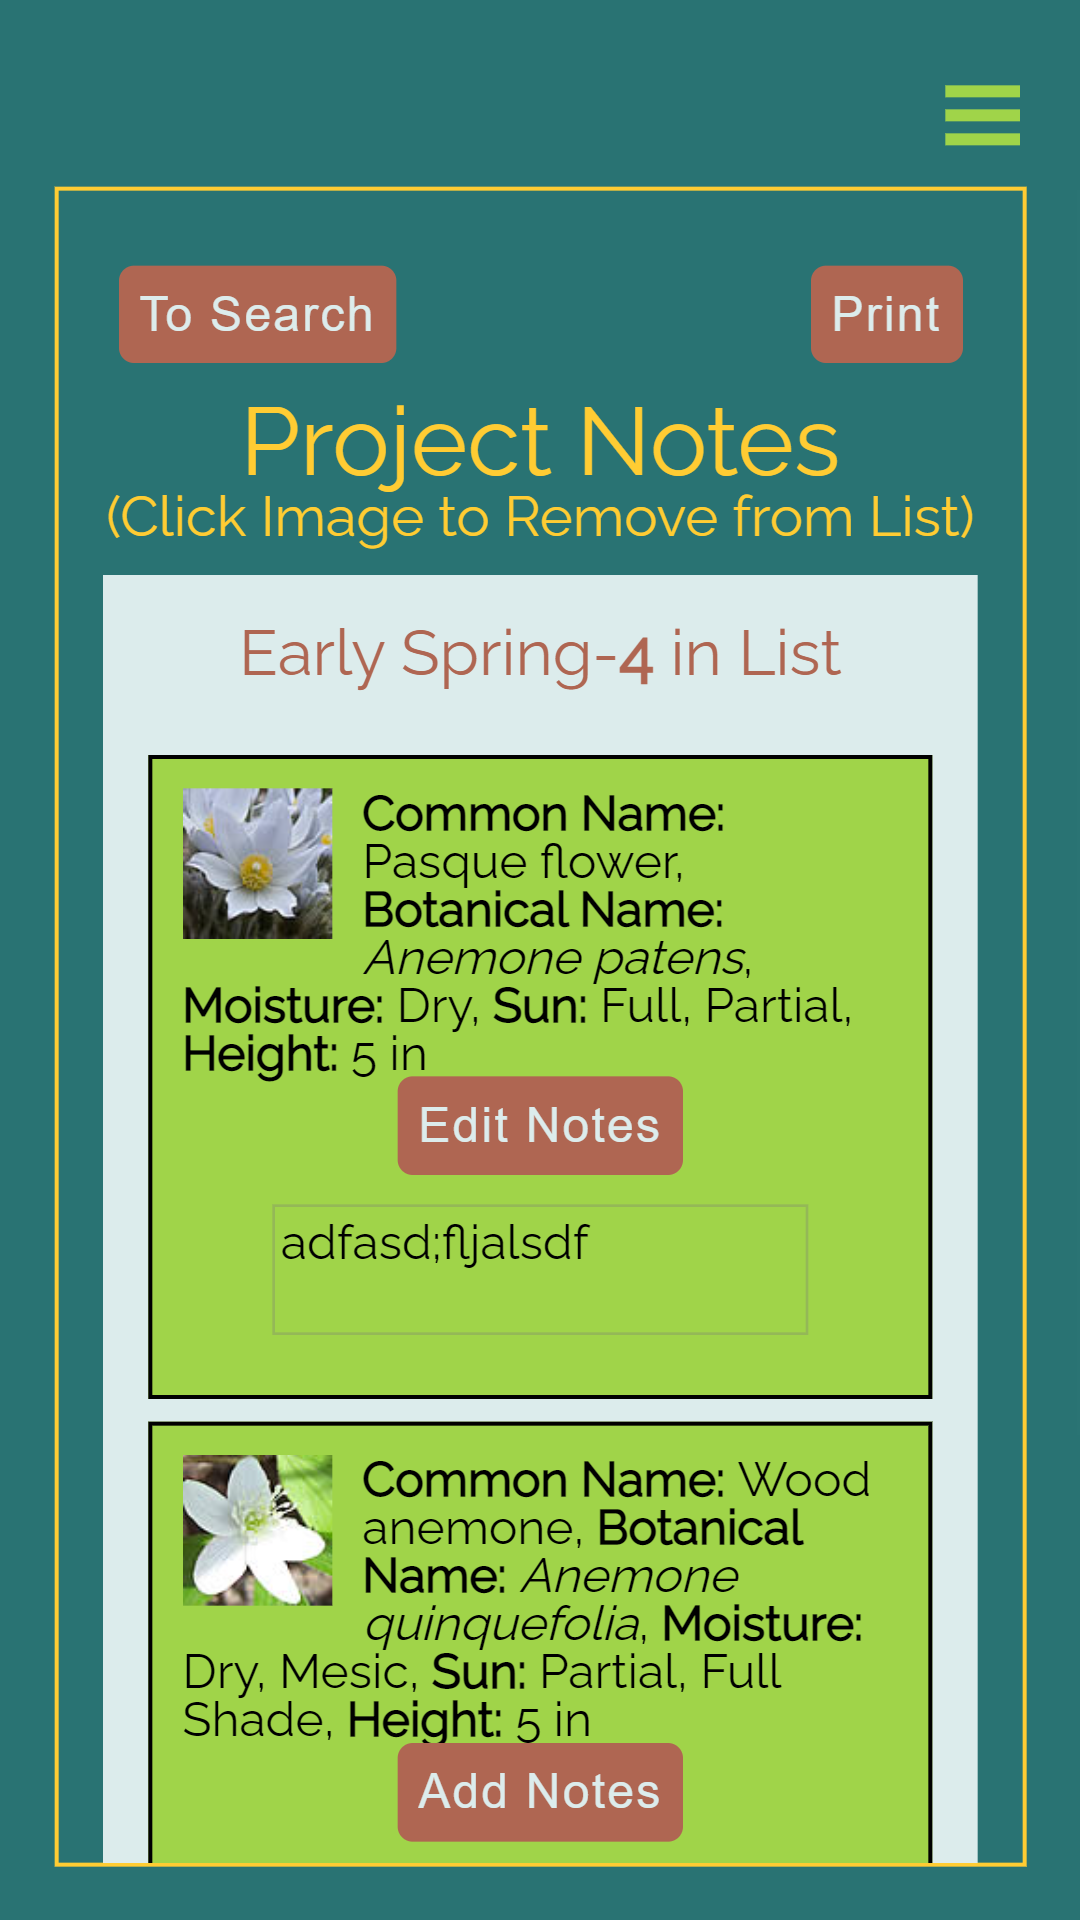 To Search
Print
Project Notes
(Click Image to Remove from List)
Early Spring-4 in List
Common Name:
Pasque flower,
Botanical Name:
Anemone patens,
Moisture: Dry, Sun: Full, Partial,
Height: 5 in
Edit Notes
adfasd;fljalsdf
Common Name: Wood
anemone, Botanical
Name: Anemone
quinquefolia, Moisture:
Dry, Mesic, Sun: Partial, Full
Shade, Height: 5 in
Add Notes